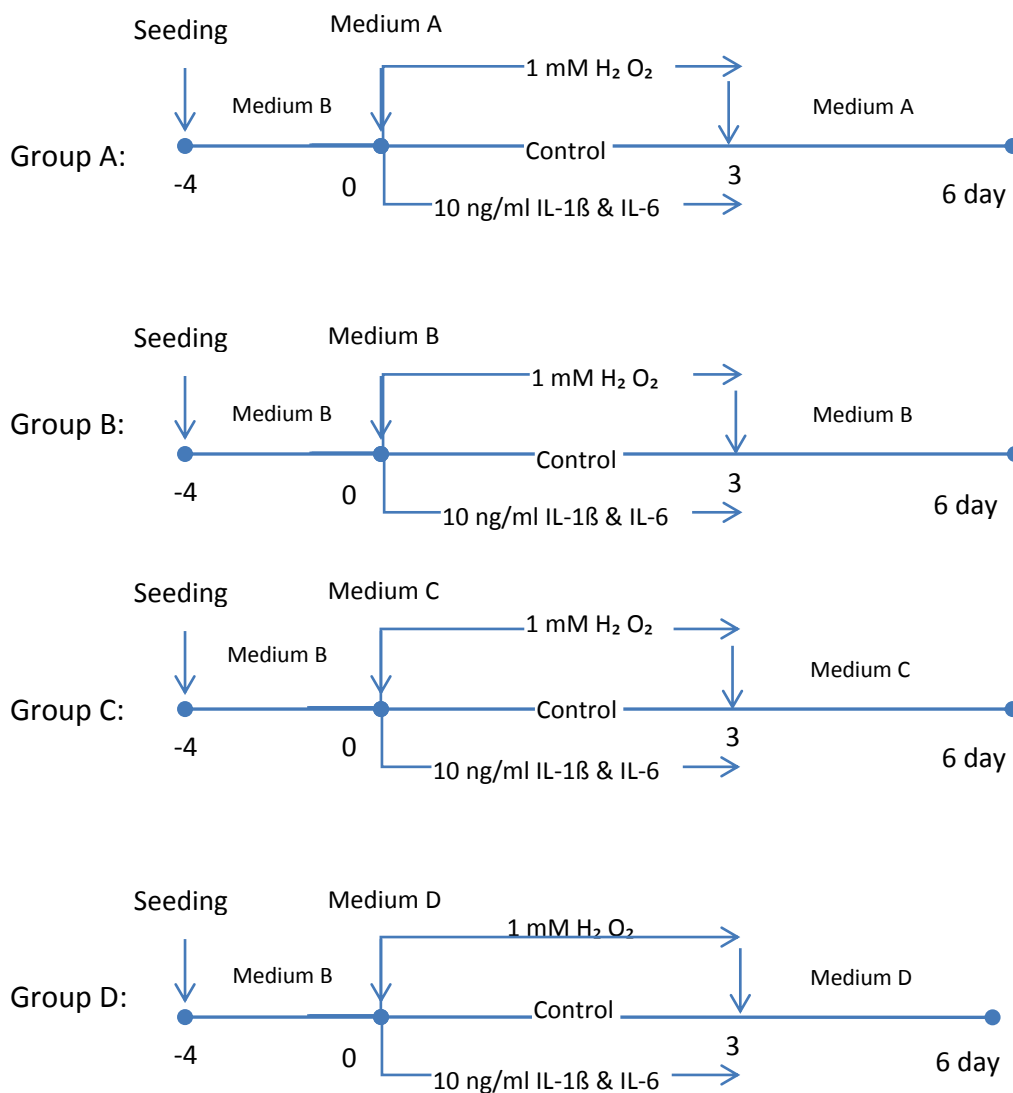 Seeding
Medium A
1 mM H₂ O₂
Medium B
Medium A
Group A:
Control
-4
0
3
6 day
10 ng/ml IL-1ß & IL-6
Seeding
Medium B
1 mM H₂ O₂
Medium B
Medium B
Group B:
Control
-4
0
3
6 day
10 ng/ml IL-1ß & IL-6
Seeding
Medium C
1 mM H₂ O₂
Medium B
Medium C
Group C:
Control
-4
0
3
6 day
10 ng/ml IL-1ß & IL-6
Seeding
Medium D
1 mM H₂ O₂
Medium B
Medium D
Group D:
Control
-4
0
3
6 day
10 ng/ml IL-1ß & IL-6